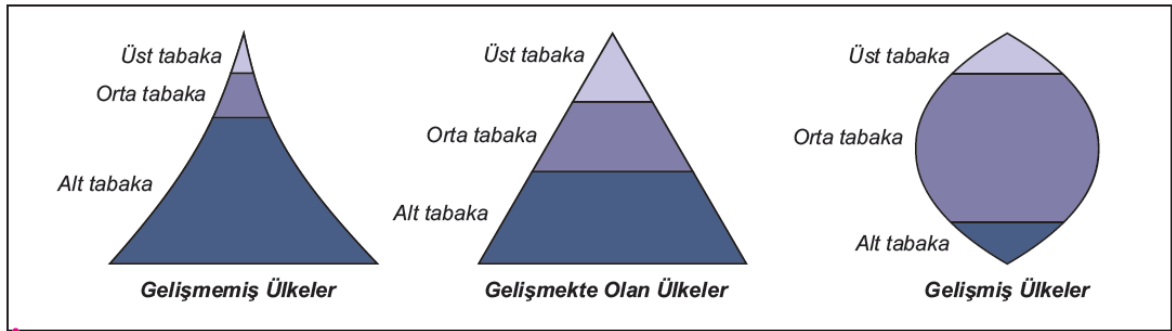 Üst tabaka
Orta tabaka
Alt tabaka
Gelişmemiş Ülkeler
Üst tabaka
Orta tabaka
Alt tabaka
Gelişmekte Olan Ülkeler
Üst tabaka
Orta tabaka
Alt tabaka
Gelişmiş Ülkeler